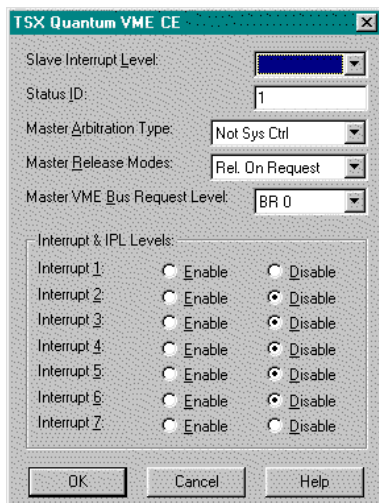 TSX Quantum VME CE
Slave Interrupt Level:
Status ID: 1
Master Arbitration Type: Not Sys Ctrl
Master Release Modes: Rel. On Request
Master VME Bus Request Level: BR 0
Interrupt & IPL Levels:
Interrupt 1: Enable Disable
Interrupt 2: Enable Disable
Interrupt 3: Enable Disable
Interrupt 4: Enable Disable
Interrupt 5: Enable Disable
Interrupt 6: Enable Disable
Interrupt 7: Enable Disable
OK Cancel Help